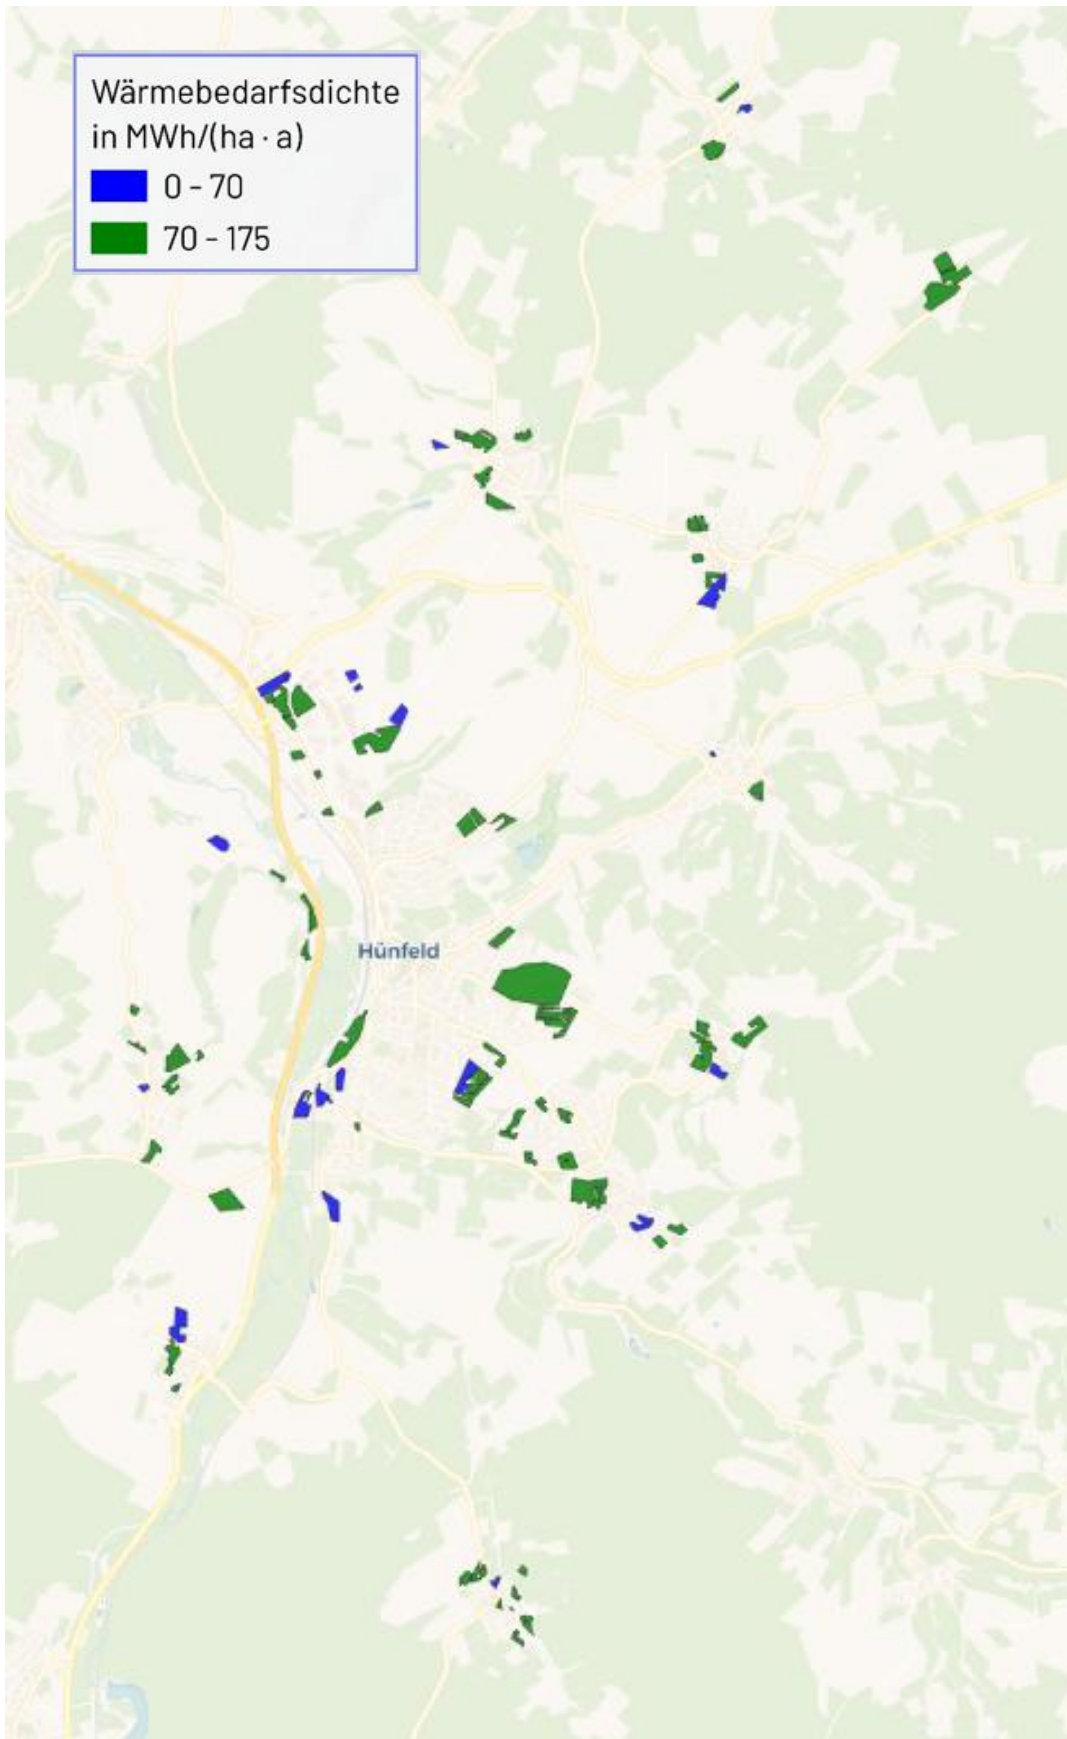 Wärmebedarfsdichte
in MWh/(ha · a)
0 - 70
70 - 175
Hünfeld